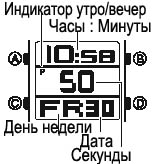 Индикатор утро/вечер
Часы : Минуты
A
B
10:58
P
50
C
D
FR30
День недели
Дата
Секунды